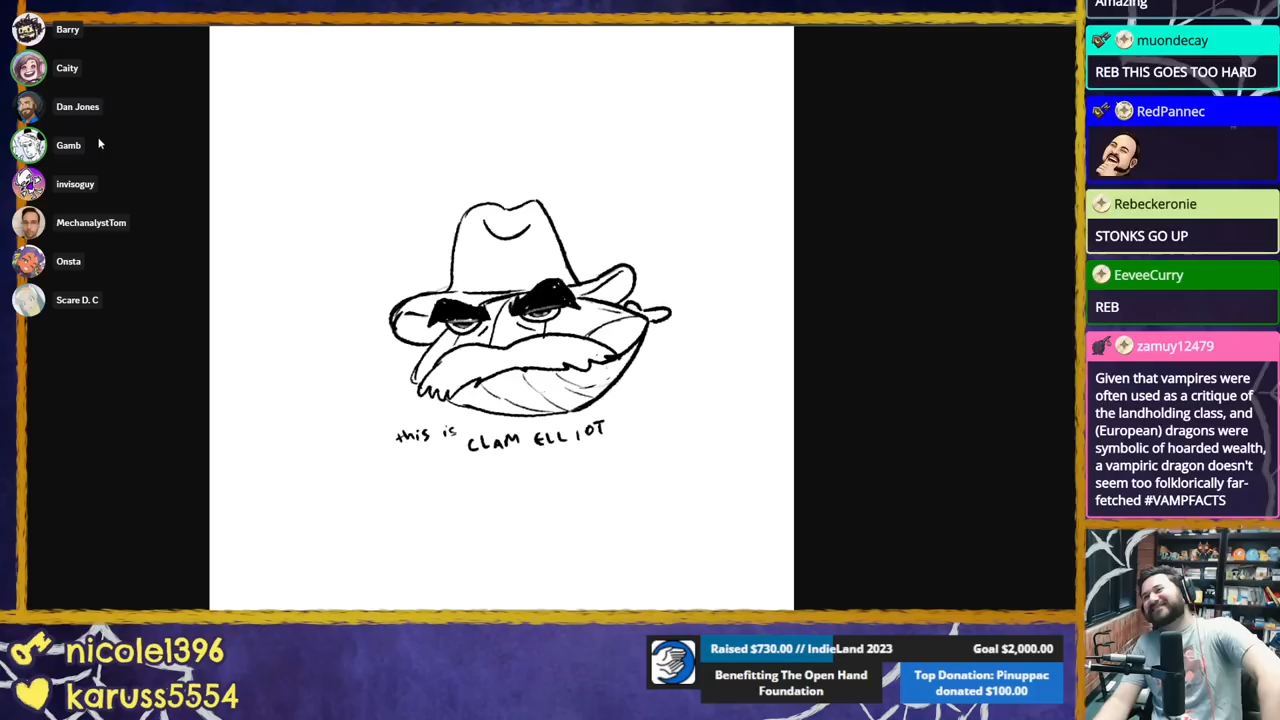 Barry
Caity
Dan Jones
Gamb
invisoguy
MechanalystTom
Onsta
Scare D. C
this is CLAM ELLIOT
Amazing
muondecay
REB THIS GOES TOO HARD
RedPannec
Rebeckeronie
STONKS GO UP
EeveeCurry
REB
zamuy12479
Given that vampires were
often used as a critique of
the landholding class, and
(European) dragons were
symbolic of hoarded wealth,
a vampiric dragon doesn't
seem too folklorically far-
fetched #VAMPFACTS
nicole1396
karuss5554
Raised $730.00 // IndieLand 2023
Goal $2,000.00
Benefitting The Open Hand
Foundation
Top Donation: Pinuppac
donated $100.00